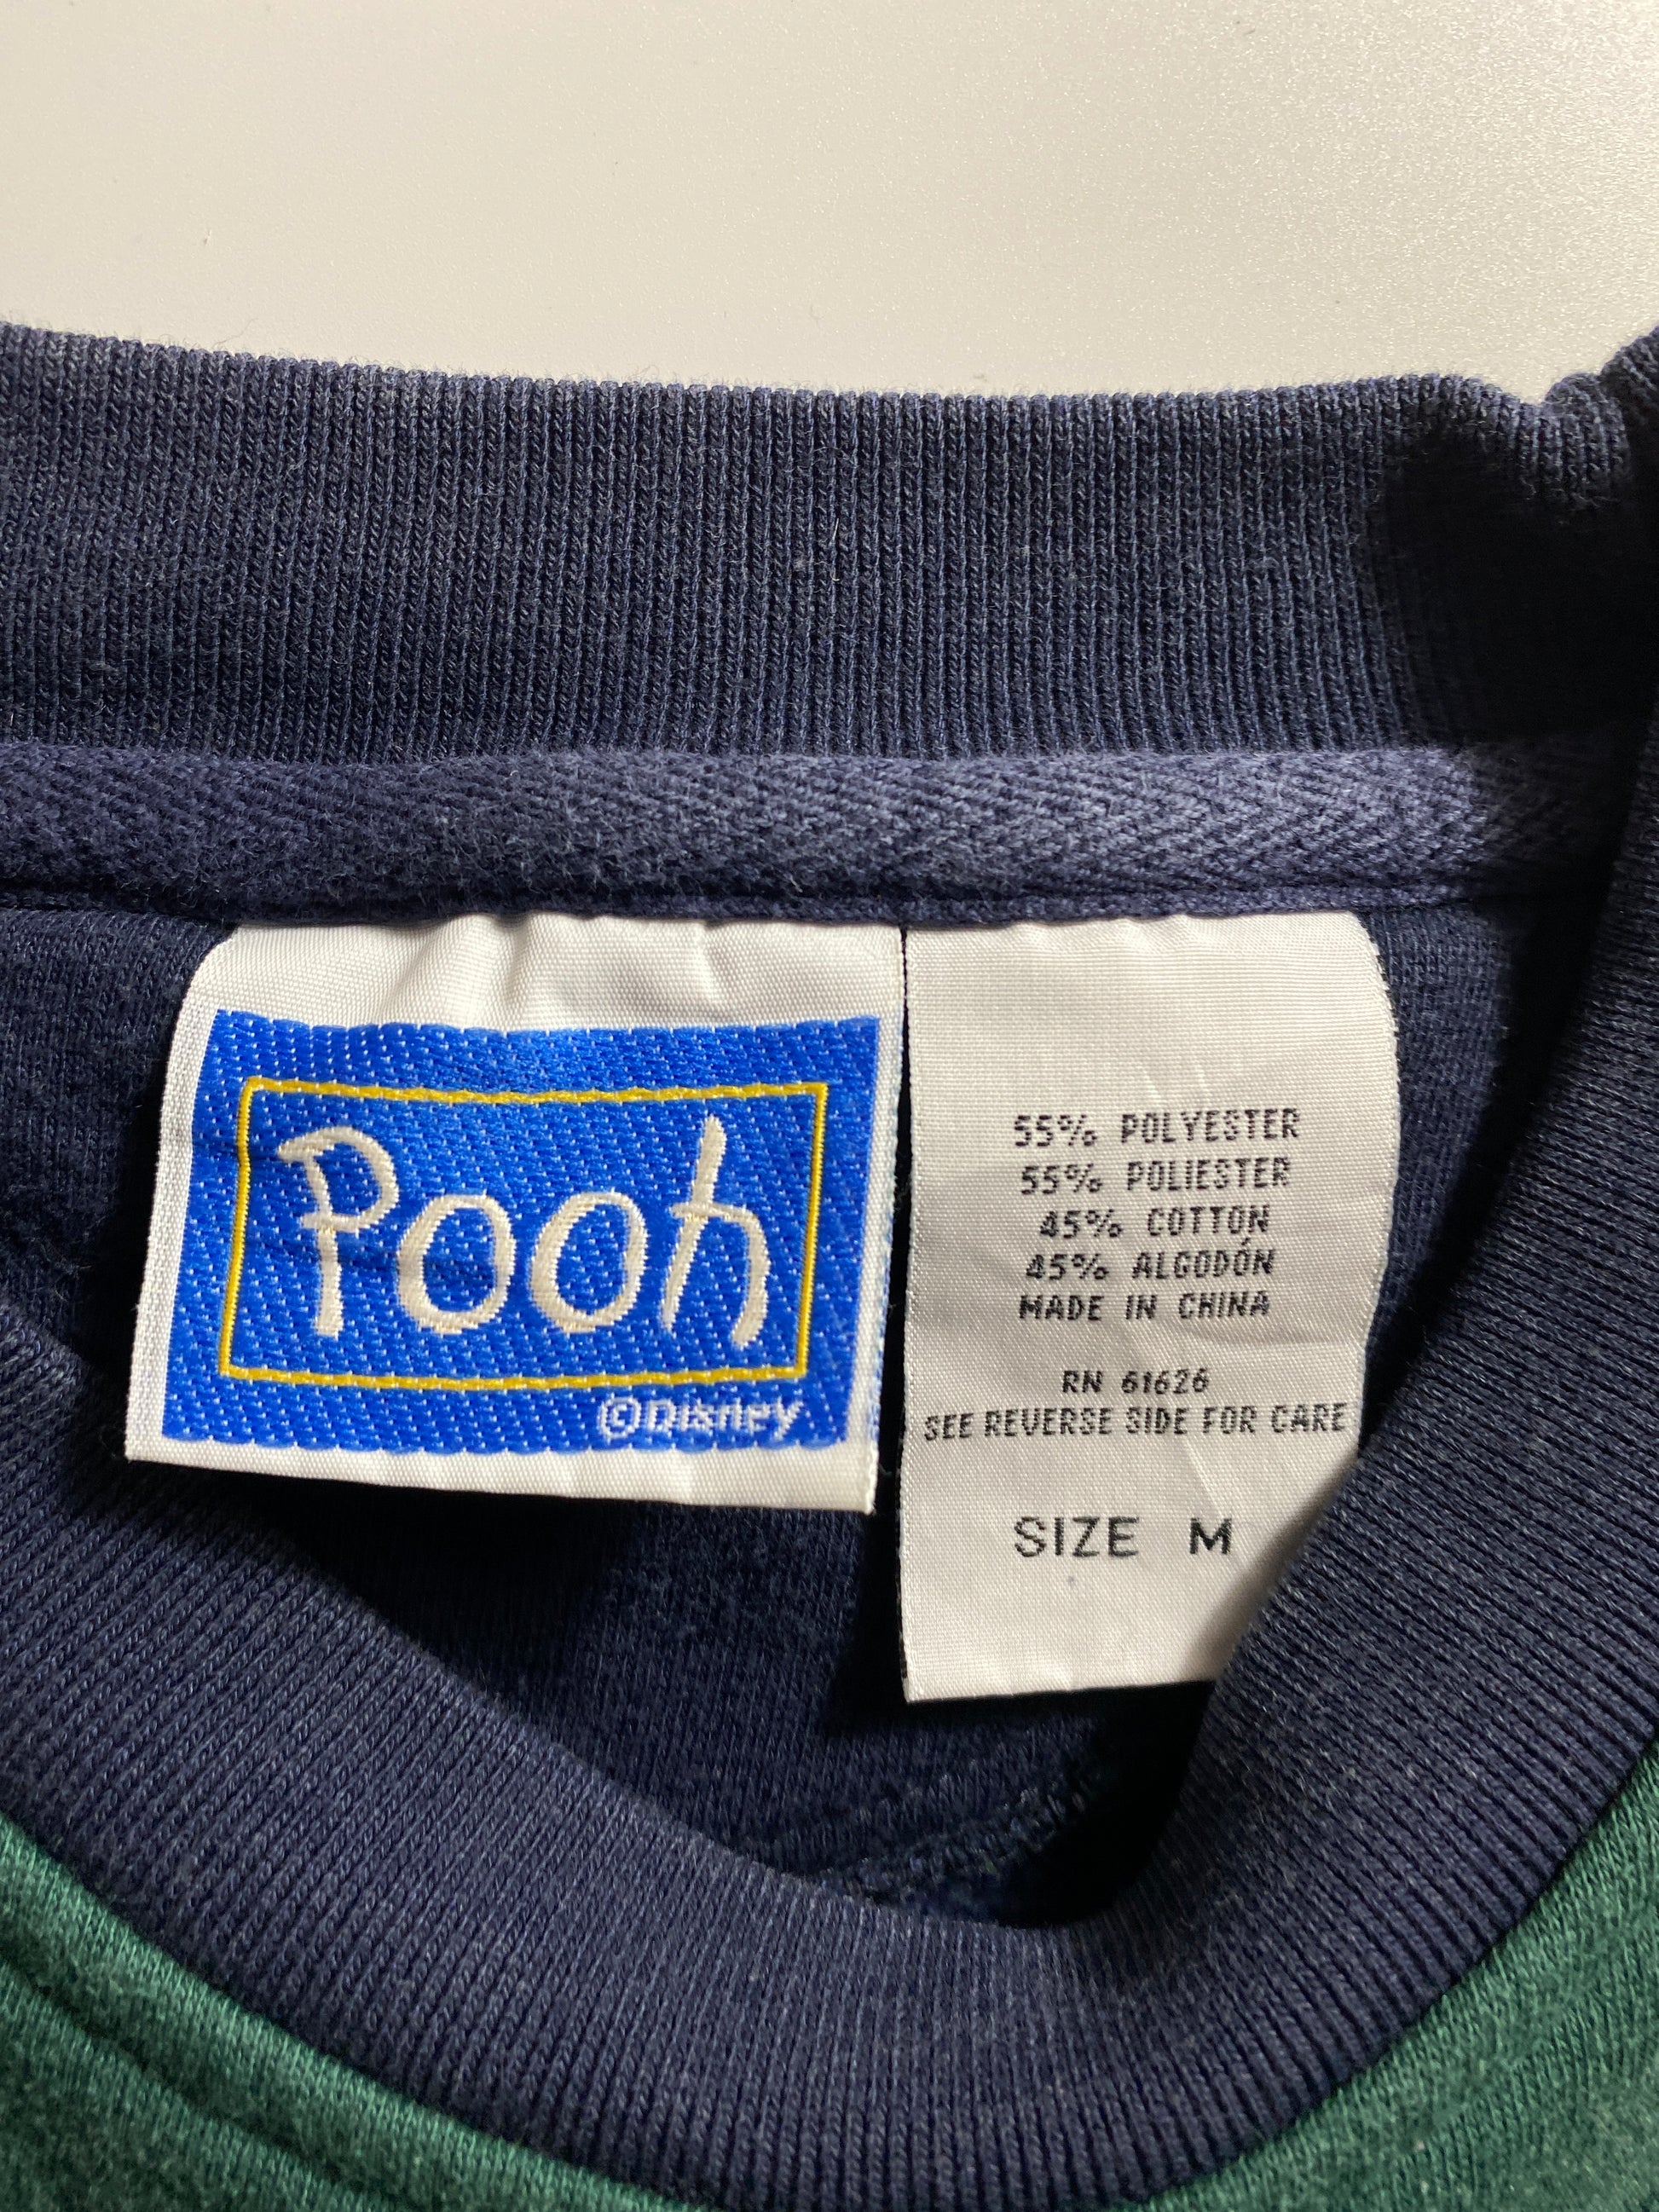 Pooh
©Disney
55% POLYESTER
55% POLIESTER
45% COTTON
45% ALGODÓN
MADE IN CHINA
RN 61626
SEE REVERSE SIDE FOR CARE
SIZE M